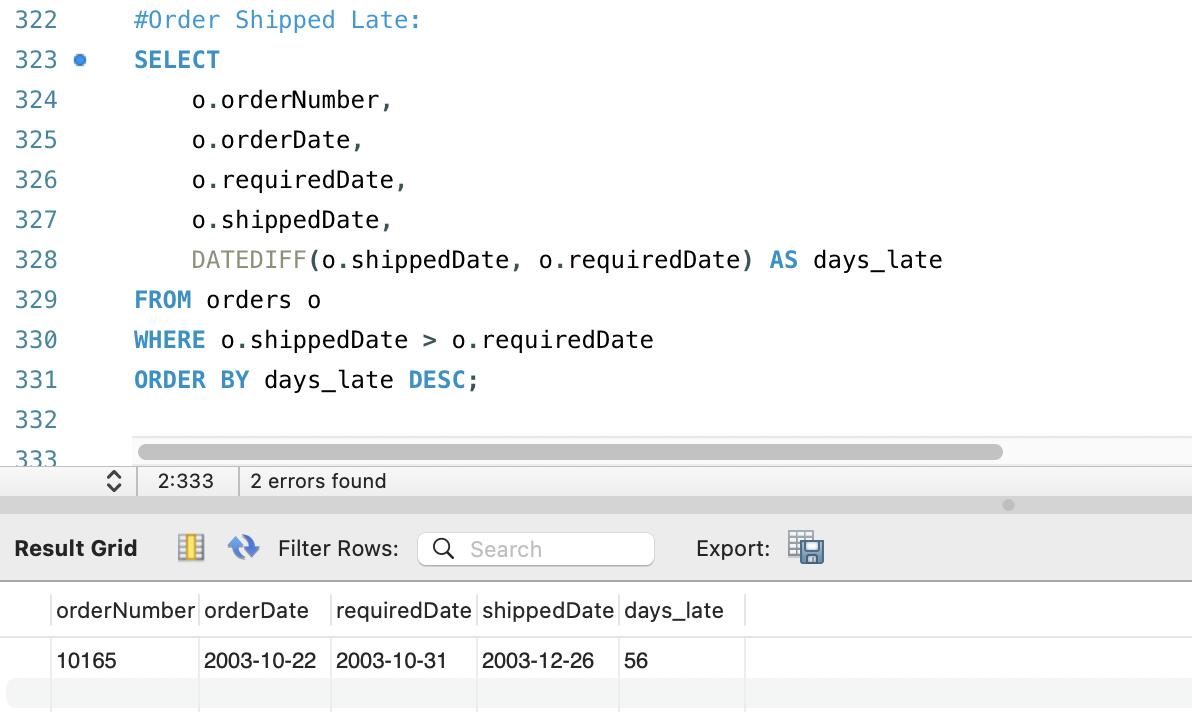 322 #Order Shipped Late:
323 SELECT
324 o.orderNumber,
325 o.orderDate,
326 o.requiredDate,
327 o.shippedDate,
328 DATEDIFF(o.shippedDate, o.requiredDate) AS days_late
329 FROM orders o
330 WHERE o.shippedDate > o.requiredDate
331 ORDER BY days_late DESC;
332
333
2:333 2 errors found
Result Grid Filter Rows: Search Export:
orderNumber orderDate requiredDate shippedDate days_late
10165 2003-10-22 2003-10-31 2003-12-26 56